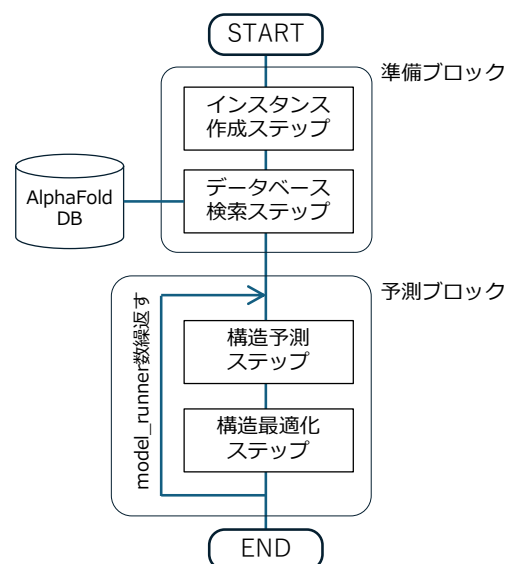 START
準備ブロック
インスタンス
作成ステップ
AlphaFold
DB
データベース
検索ステップ
予測ブロック
model_runner数繰返す
構造予測
ステップ
構造最適化
ステップ
END